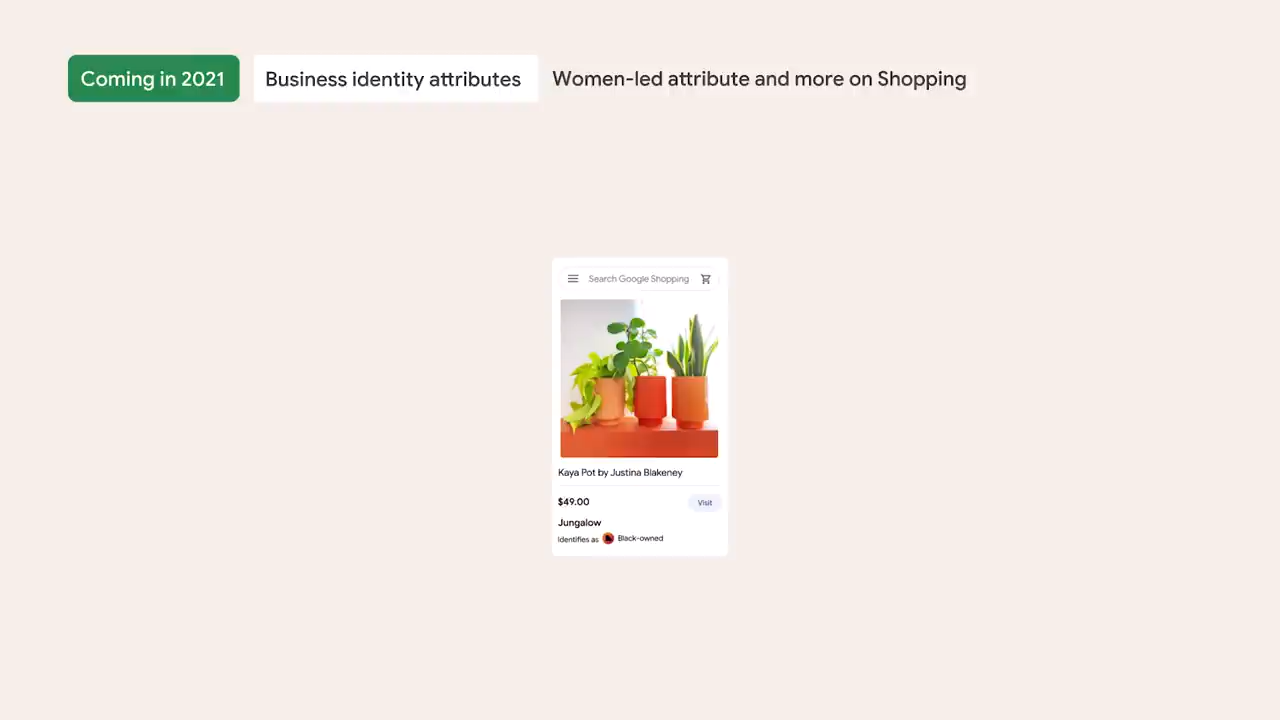 Coming in 2021 Business identity attributes Women-led attribute and more on Shopping
Search Google Shopping
Kaya Pot by Justina Blakeney
$49.00 Visit
Jungalow
Identifies as Black-owned